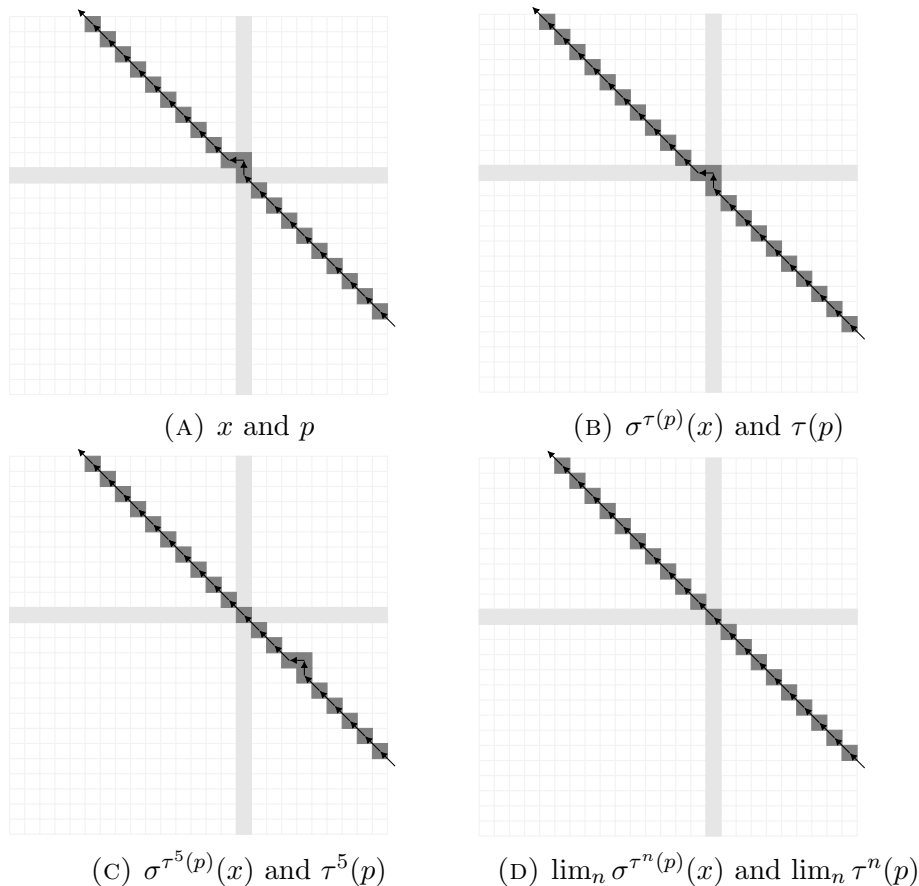 (A) x and p
(B) σ^{τ(p)}(x) and τ(p)
(C) σ^{τ^5(p)}(x) and τ^5(p)
(D) lim_n σ^{τ^n(p)}(x) and lim_n τ^n(p)